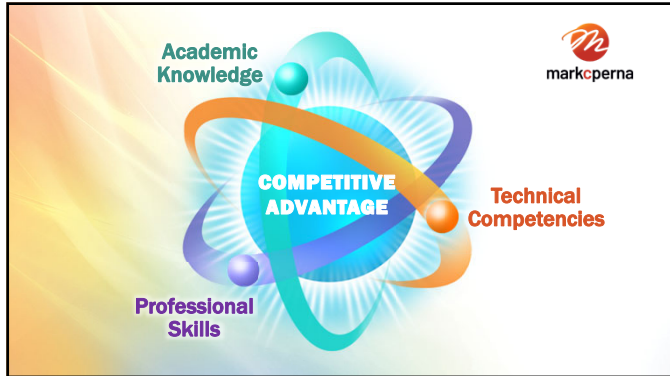 Academic
Knowledge
markcperna
COMPETITIVE
ADVANTAGE
Technical
Competencies
Professional
Skills